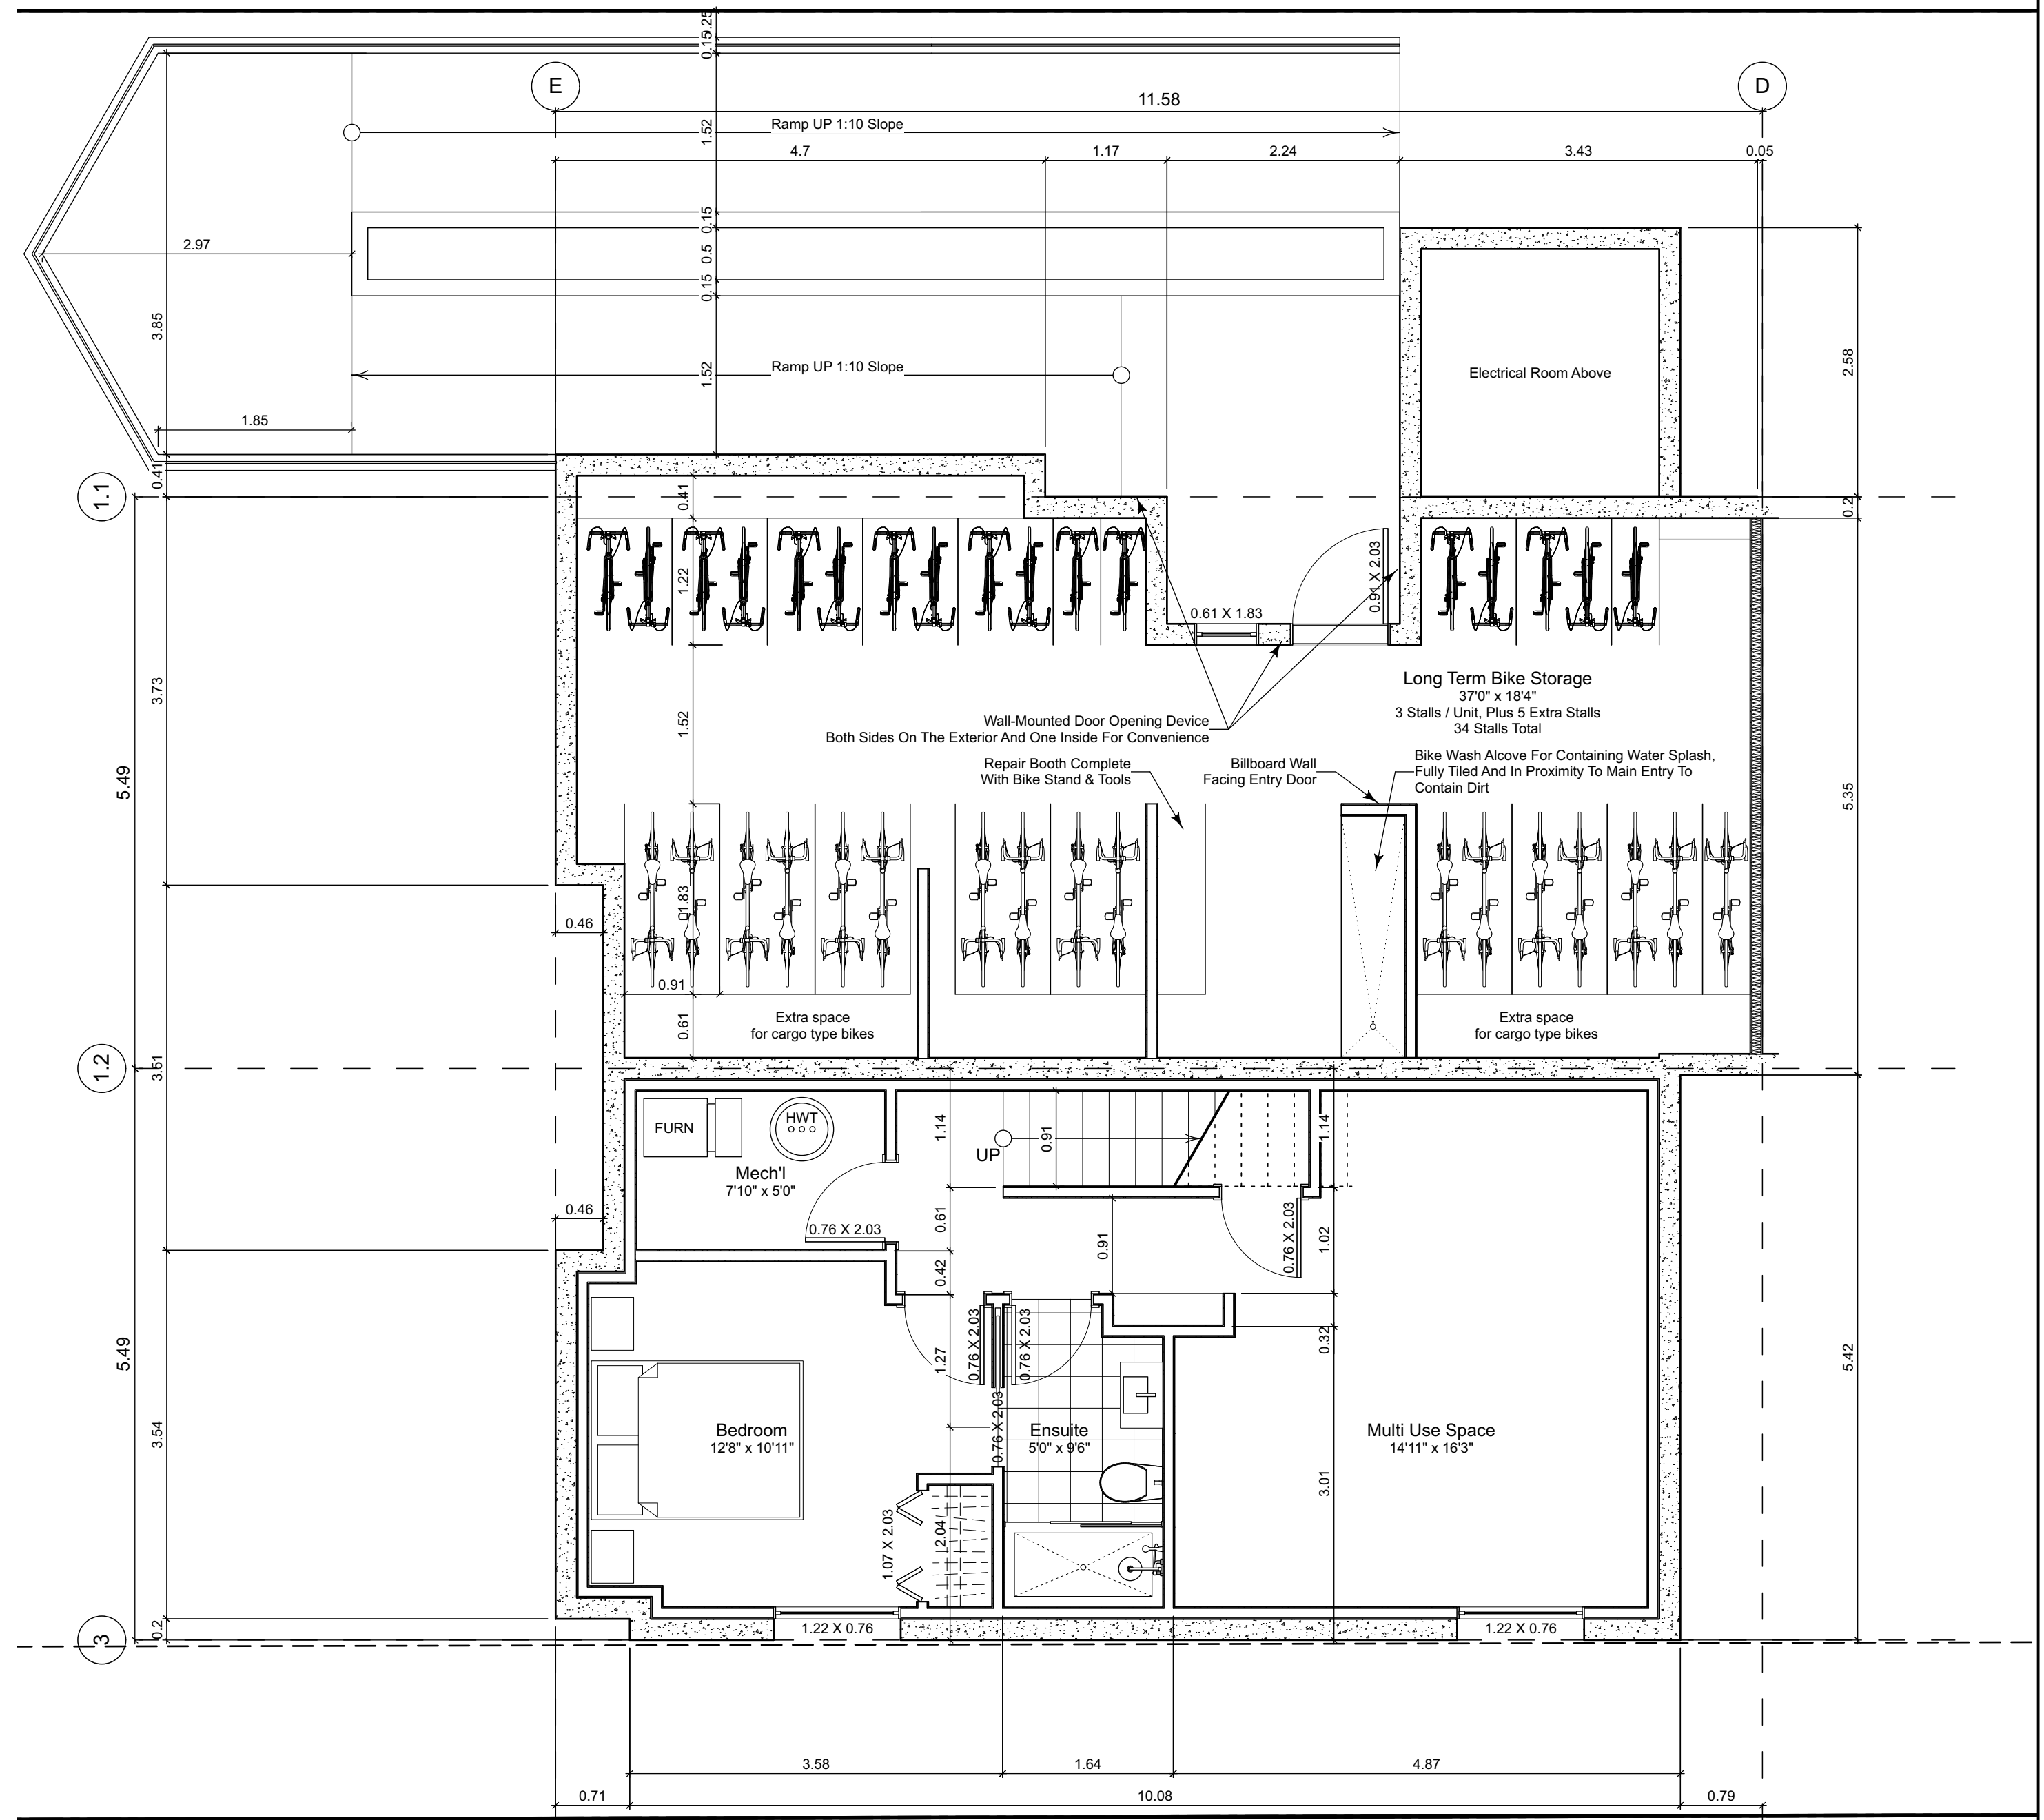 0.15
.25
E
D
11.58
Ramp UP 1:10 Slope
1.52
4.7
1.17
2.24
3.43
0.05
0.15
2.97
0.5
0.15
3.85
2.58
Ramp UP 1:10 Slope
1.52
Electrical Room Above
1.85
0.41
1.1
0.41
0.2
1.22
0.91 X 2.03
0.61 X 1.83
3.73
Long Term Bike Storage
37'0" x 18'4"
3 Stalls / Unit, Plus 5 Extra Stalls
34 Stalls Total
1.52
Wall-Mounted Door Opening Device
Both Sides On The Exterior And One Inside For Convenience
Repair Booth Complete
With Bike Stand & Tools
Billboard Wall
Facing Entry Door
Bike Wash Alcove For Containing Water Splash,
Fully Tiled And In Proximity To Main Entry To
Contain Dirt
5.49
5.35
1.83
0.46
0.91
0.61
Extra space
for cargo type bikes
Extra space
for cargo type bikes
1.2
3.51
FURN
HWT
1.14
0.91
1.14
UP
Mech'l
7'10" x 5'0"
0.46
0.76 X 2.03
0.61
0.91
0.76 X 2.03
1.02
0.42
5.49
0.76 X 2.03
0.76 X 2.03
1.27
0.32
5.42
3.54
Bedroom
12'8" x 10'11"
0.76 X 2.03
Ensuite
5'0" x 9'6"
Multi Use Space
14'11" x 16'3"
3.01
1.07 X 2.03
2.04
0.2
3
1.22 X 0.76
1.22 X 0.76
3.58
1.64
4.87
0.71
10.08
0.79